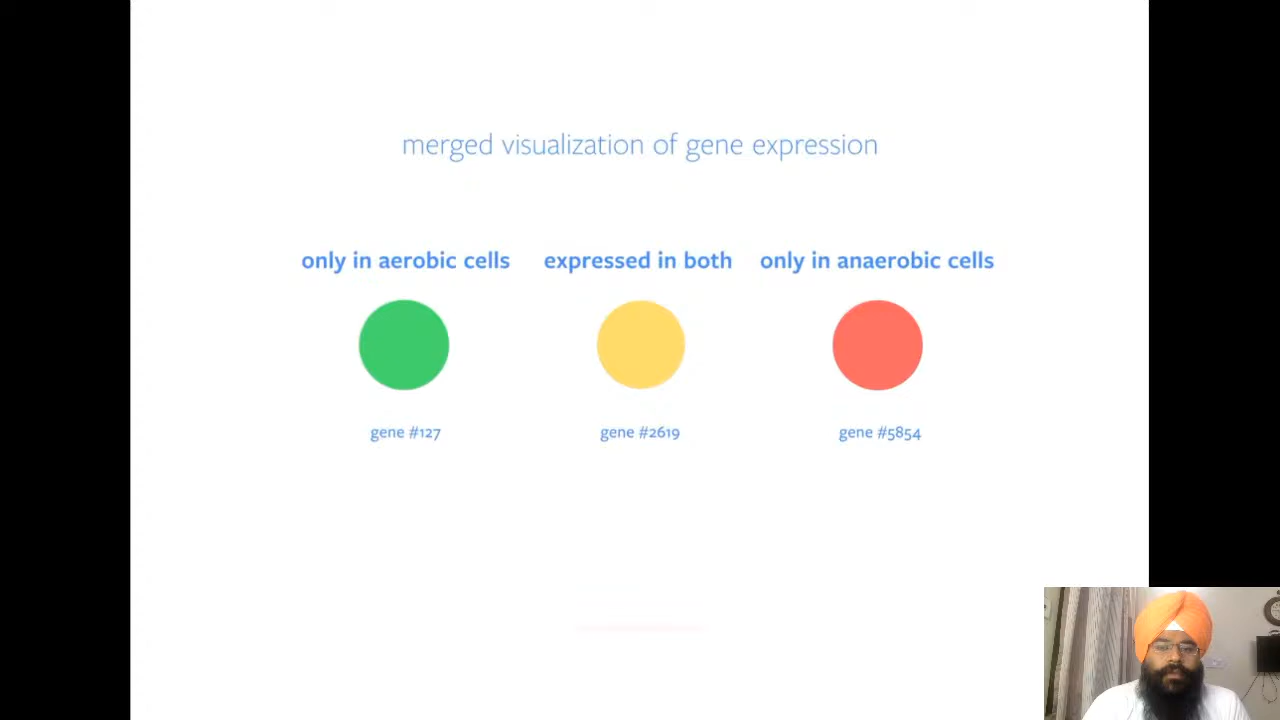 merged visualization of gene expression
only in aerobic cells
expressed in both
only in anaerobic cells
gene #127
gene #2619
gene #5854